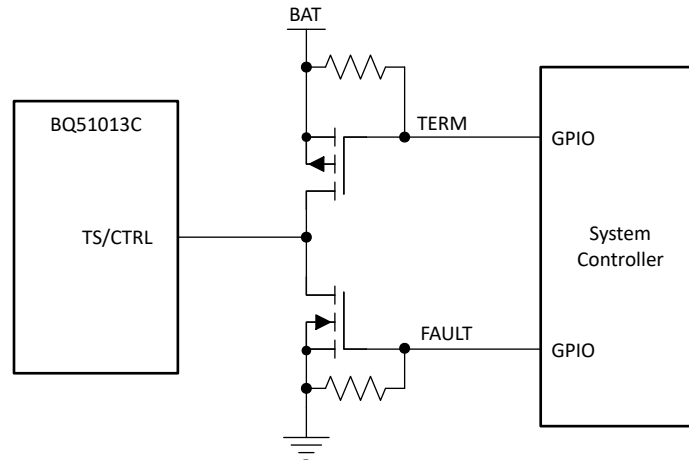 BAT
BQ51013C
TERM
GPIO
TS/CTRL
System
Controller
FAULT
GPIO